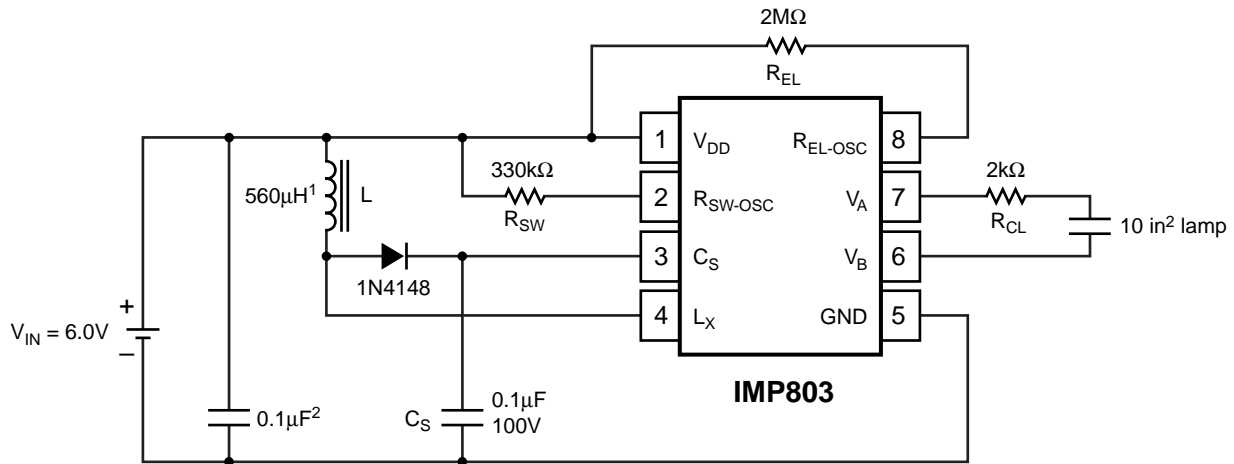 2MΩ
R_EL
1 V_DD R_EL-OSC 8
560µH¹ L
330kΩ
R_SW
2 R_SW-OSC V_A 7
2kΩ
R_CL
10 in² lamp
1N4148
3 C_S V_B 6
4 L_X GND 5
+
V_IN = 6.0V
–
IMP803
0.1µF²
C_S
0.1µF
100V